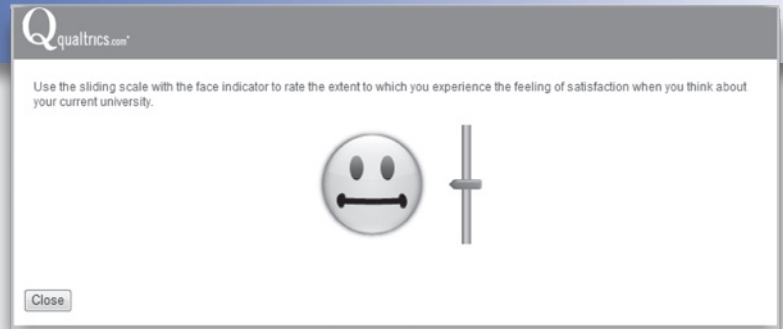 Qualtrics.com®
Use the sliding scale with the face indicator to rate the extent to which you experience the feeling of satisfaction when you think about
your current university.
Close